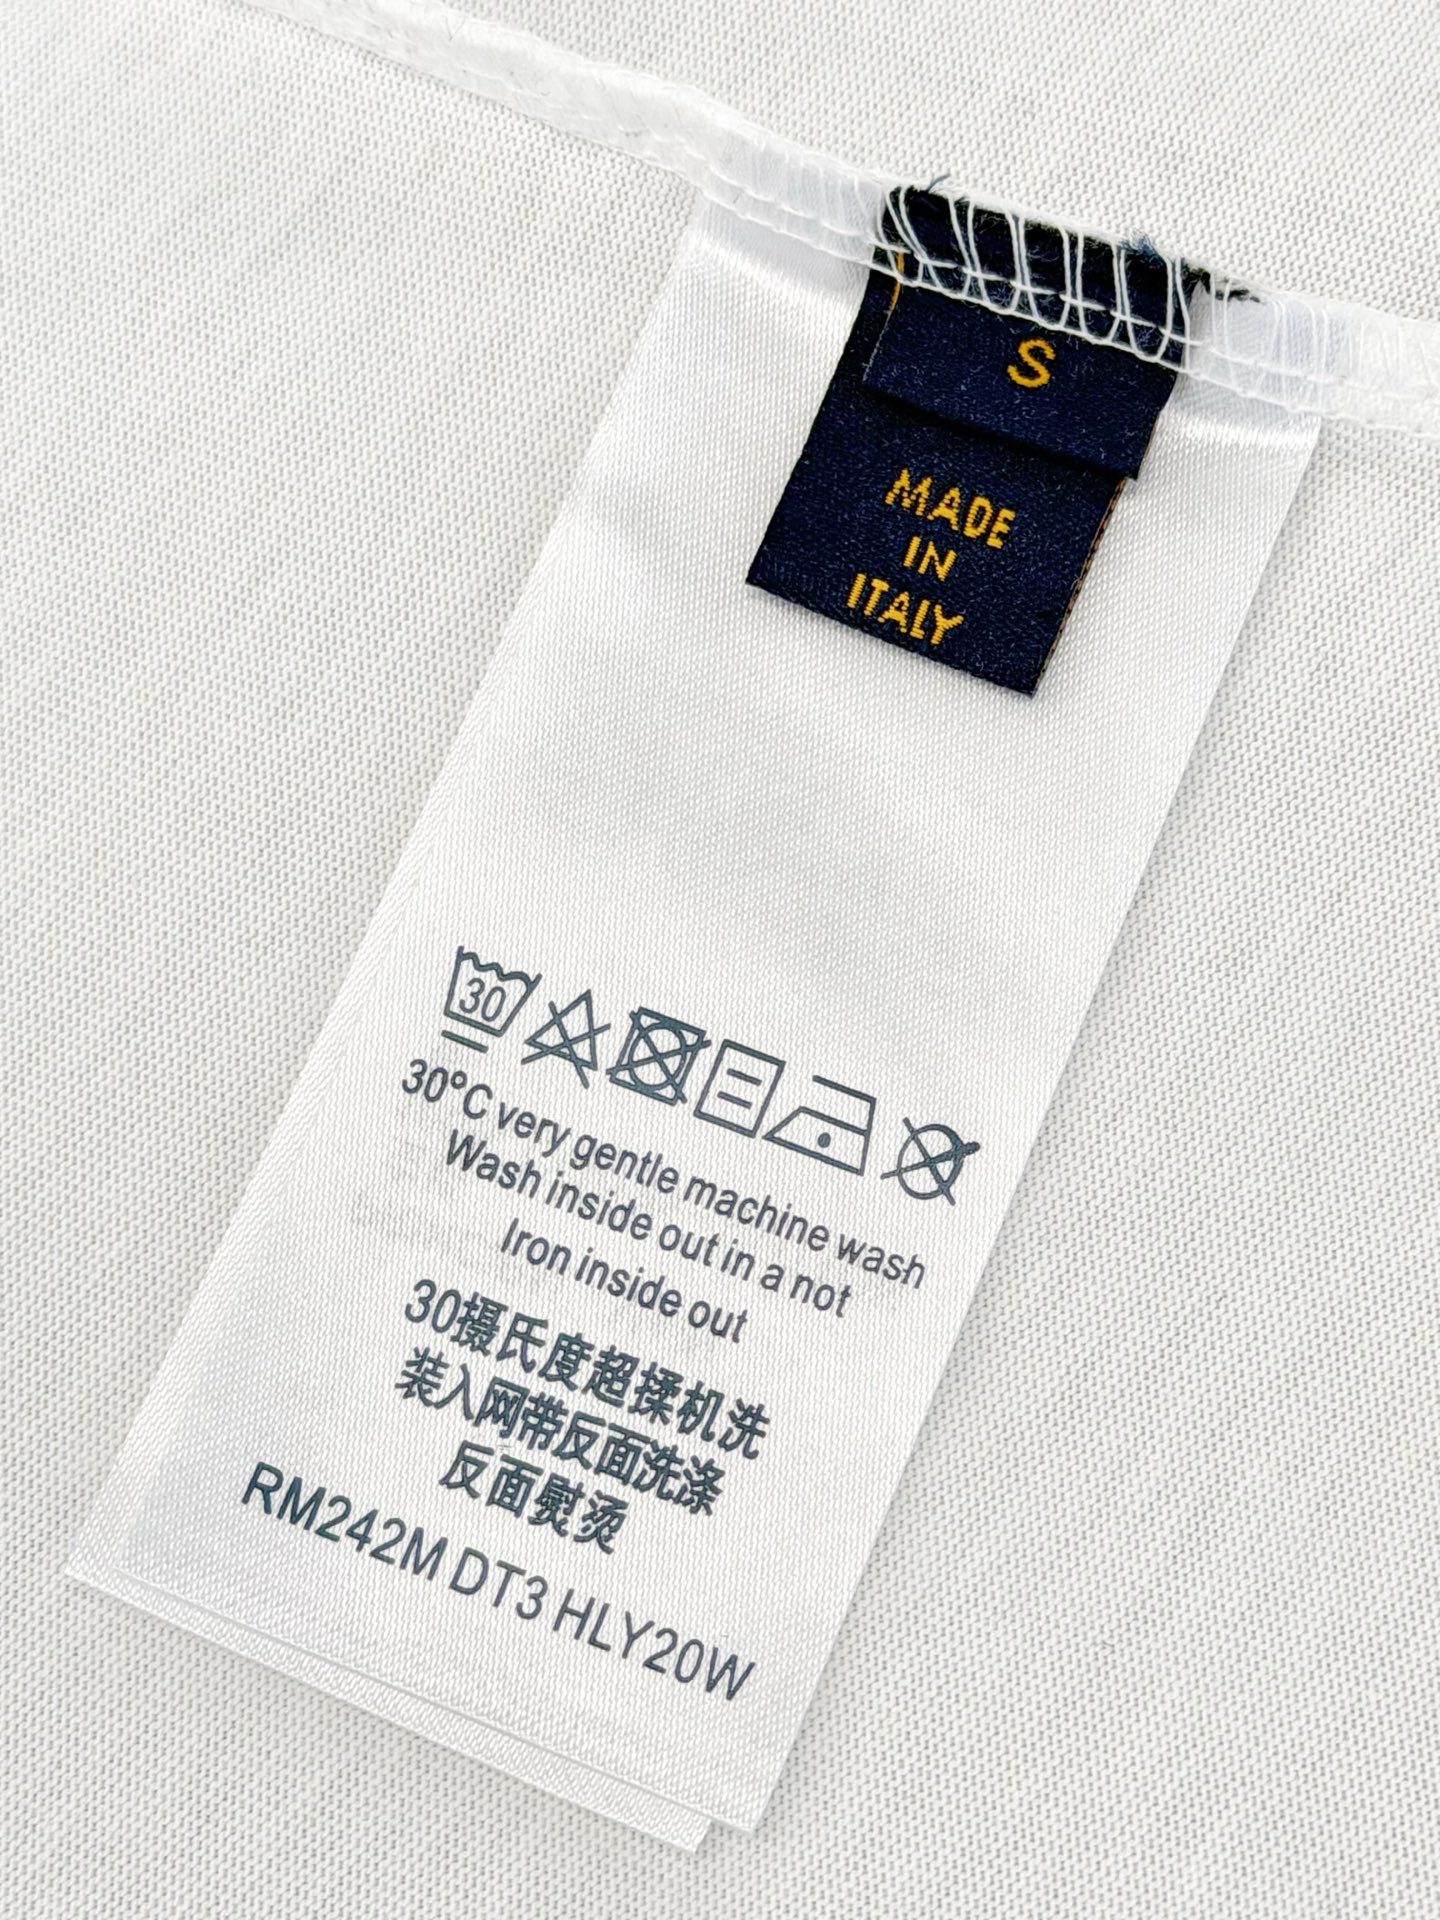 S
MADE
IN
ITALY
30
30°C very gentle machine wash
Wash inside out in a not
Iron inside out
30摄氏度超揉机洗
装入网带反面洗涤
反面熨烫
RM242M DT3 HLY20W